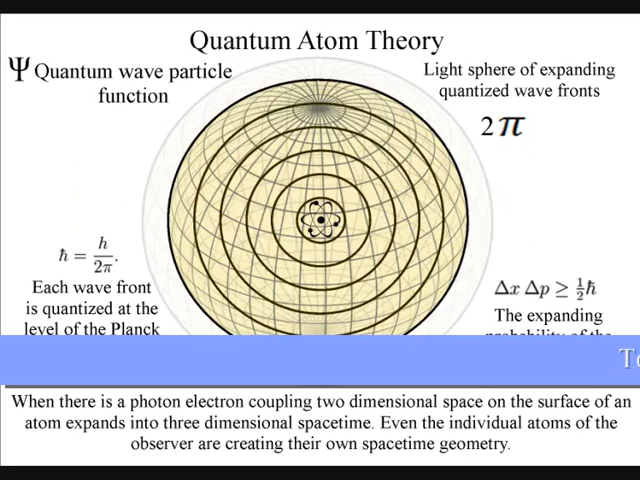 Quantum Atom Theory
Ψ Quantum wave particle
function
Light sphere of expanding
quantized wave fronts
2π
ħ = h/2π.
Each wave front
is quantized at the
level of the Planck
Δx Δp ≥ ½ħ
The expanding
probability of the
When there is a photon electron coupling two dimensional space on the surface of an
atom expands into three dimensional spacetime. Even the individual atoms of the
observer are creating their own spacetime geometry.